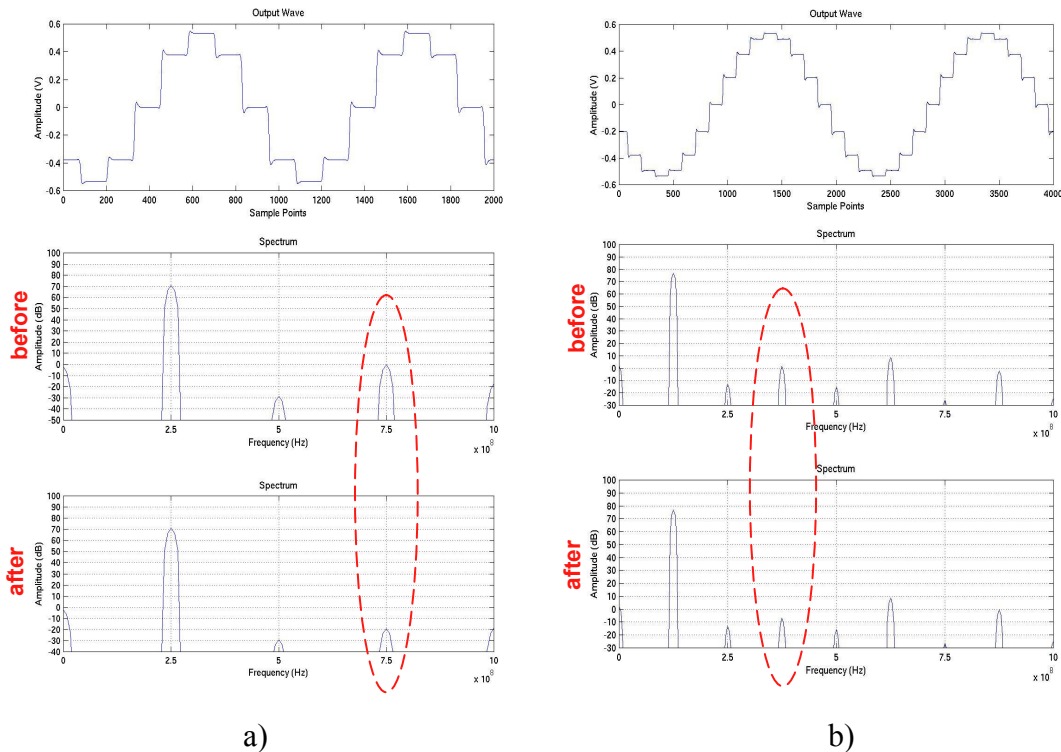 Output Wave
Amplitude (V)
0.6
0.4
0.2
0
-0.2
-0.4
-0.6
0 200 400 600 800 1000 1200 1400 1600 1800 2000
Sample Points
before
Spectrum
Amplitude (dB)
100
90
80
70
60
50
40
30
20
10
0
-10
-20
-30
-40
-50
0 2.5 5 7.5 10
Frequency (Hz)
x 10^8
after
Spectrum
Amplitude (dB)
100
90
80
70
60
50
40
30
20
10
0
-10
-20
-30
-40
0 2.5 5 7.5 10
Frequency (Hz)
x 10^8
a)
Output Wave
Amplitude (V)
0.6
0.4
0.2
0
-0.2
-0.4
-0.6
0 500 1000 1500 2000 2500 3000 3500 4000
Sample Points
before
Spectrum
Amplitude (dB)
100
90
80
70
60
50
40
30
20
10
0
-10
-20
-30
0 2.5 5 7.5 10
Frequency (Hz)
x 10^8
after
Spectrum
Amplitude (dB)
100
90
80
70
60
50
40
30
20
10
0
-10
-20
-30
0 2.5 5 7.5 10
Frequency (Hz)
x 10^8
b)